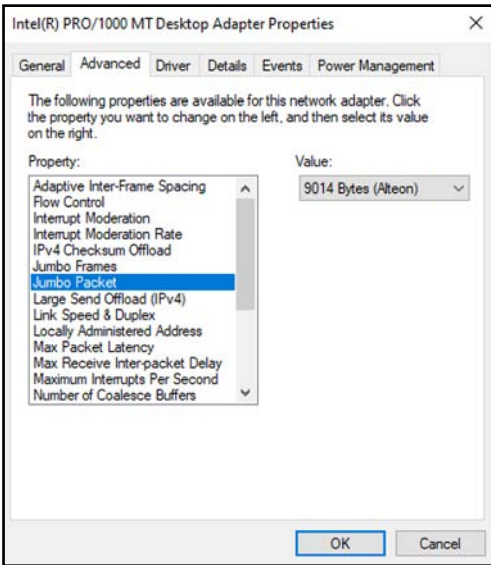 Intel(R) PRO/1000 MT Desktop Adapter Properties
General Advanced Driver Details Events Power Management
The following properties are available for this network adapter. Click
the property you want to change on the left, and then select its value
on the right.
Property:
Value:
Adaptive Inter-Frame Spacing
9014 Bytes (Alteon)
Flow Control
Interrupt Moderation
Interrupt Moderation Rate
IPv4 Checksum Offload
Jumbo Frames
Jumbo Packet
Large Send Offload (IPv4)
Link Speed & Duplex
Locally Administered Address
Max Packet Latency
Max Receive Inter-packet Delay
Maximum Interrupts Per Second
Number of Coalesce Buffers
OK
Cancel